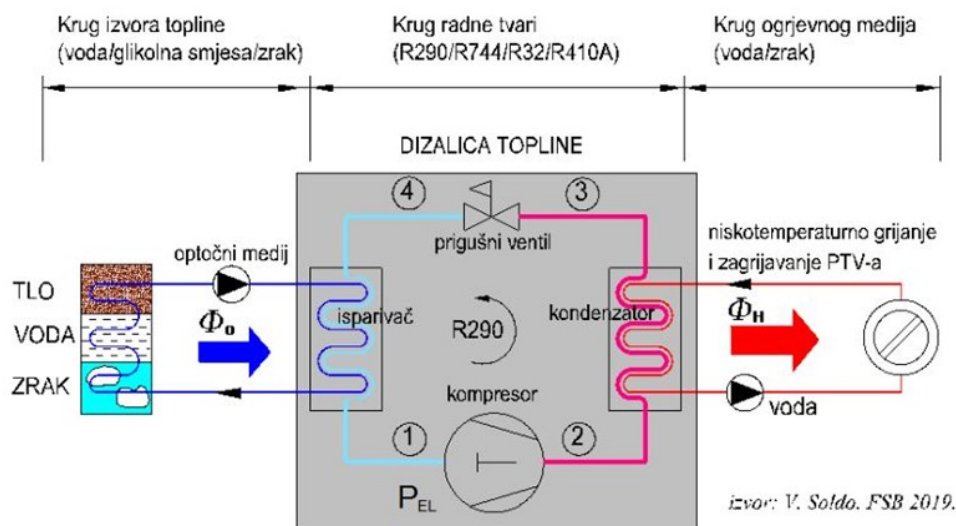 Krug izvora topline
(voda/glikolna smjesa/zrak)
Krug radne tvari
(R290/R744/R32/R410A)
Krug ogrjevnog medija
(voda/zrak)
DIZALICA TOPLINE
4
3
prigušni ventil
optočni medij
niskotemperaturno grijanje
i zagrijavanje PTV-a
TLO
VODA
ZRAK
Φo
isparivač
R290
kondenzator
ΦH
kompresor
voda
1
2
PEL
izvor: V. Soldo, FSB 2019.